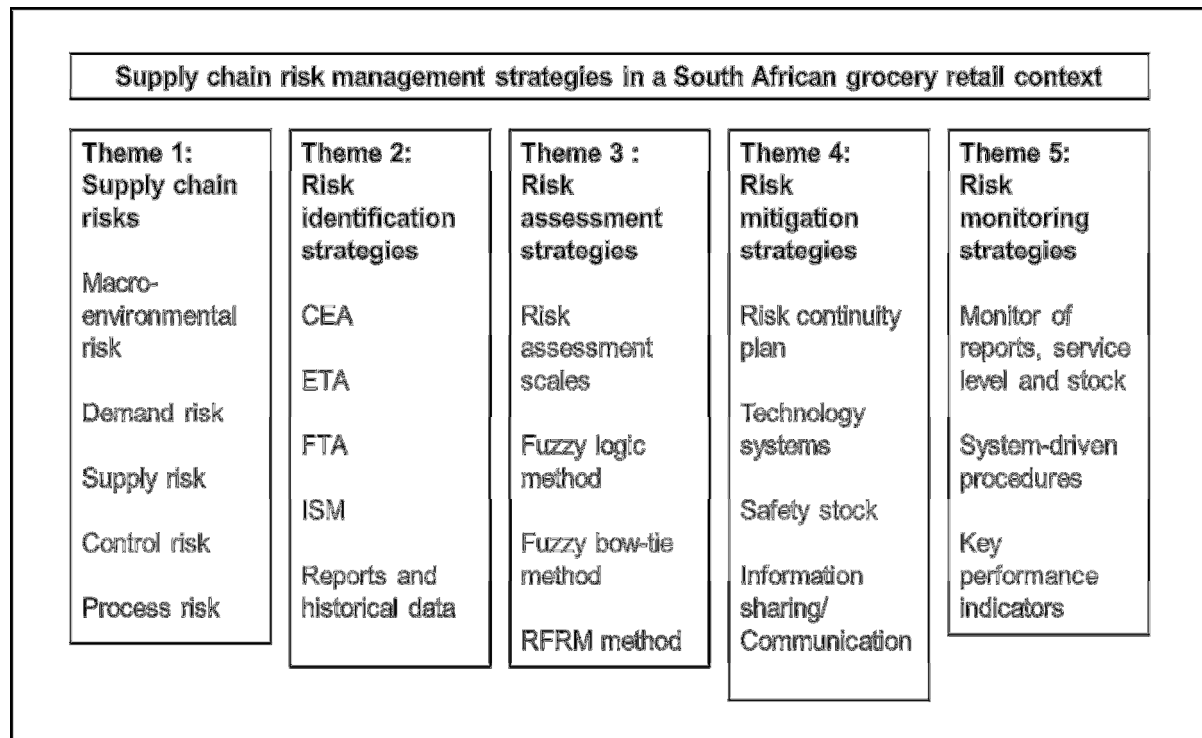 Supply chain risk management strategies in a South African grocery retail context
Theme 1:
Supply chain
risks
Macro-
environmental
risk
Demand risk
Supply risk
Control risk
Process risk
Theme 2:
Risk
identification
strategies
CEA
ETA
FTA
ISM
Reports and
historical data
Theme 3 :
Risk
assessment
strategies
Risk
assessment
scales
Fuzzy logic
method
Fuzzy bow-tie
method
RFRM method
Theme 4:
Risk
mitigation
strategies
Risk continuity
plan
Technology
systems
Safety stock
Information
sharing/
Communication
Theme 5:
Risk
monitoring
strategies
Monitor of
reports, service
level and stock
System-driven
procedures
Key
performance
indicators